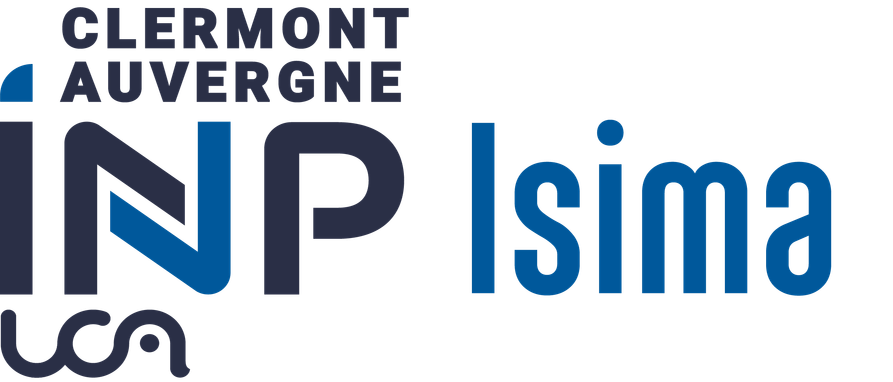 CLERMONT
AUVERGNE
iNP Isima
uca